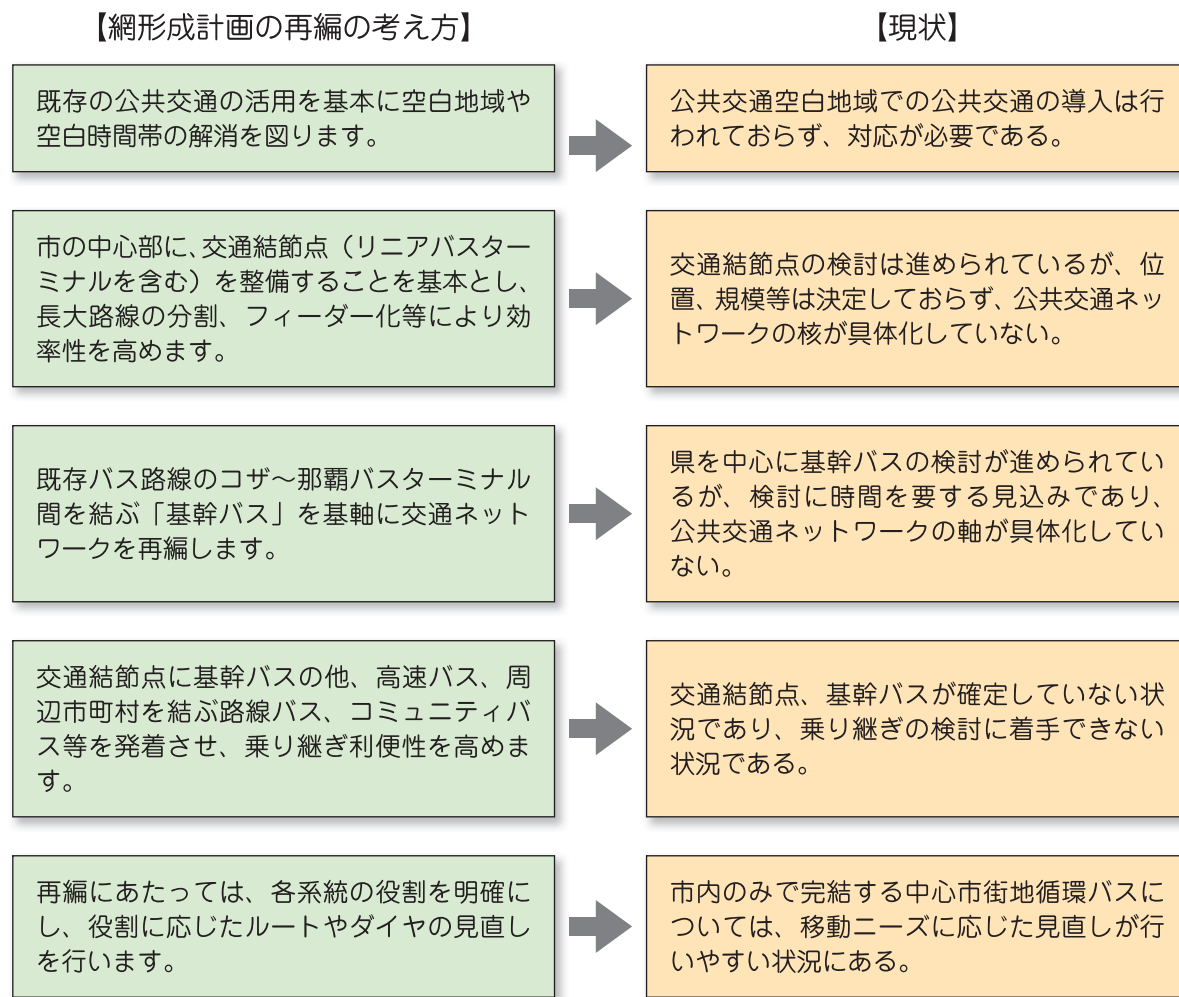 【網形成計画の再編の考え方】
【現状】
既存の公共交通の活用を基本に空白地域や
空白時間帯の解消を図ります。
公共交通空白地域での公共交通の導入は行
われておらず、対応が必要である。
市の中心部に、交通結節点（リニアバスター
ミナルを含む）を整備することを基本とし、
長大路線の分割、フィーダー化等により効
率性を高めます。
交通結節点の検討は進められているが、位
置、規模等は決定しておらず、公共交通ネッ
トワークの核が具体化していない。
既存バス路線のコザ～那覇バスターミナル
間を結ぶ「基幹バス」を基軸に交通ネット
ワークを再編します。
県を中心に基幹バスの検討が進められてい
るが、検討に時間を要する見込みであり、
公共交通ネットワークの軸が具体化してい
ない。
交通結節点に基幹バスの他、高速バス、周
辺市町村を結ぶ路線バス、コミュニティバ
ス等を発着させ、乗り継ぎ利便性を高めま
す。
交通結節点、基幹バスが確定していない状
況であり、乗り継ぎの検討に着手できない
状況である。
再編にあたっては、各系統の役割を明確に
し、役割に応じたルートやダイヤの見直し
を行います。
市内のみで完結する中心市街地循環バスに
ついては、移動ニーズに応じた見直しが行
いやすい状況にある。